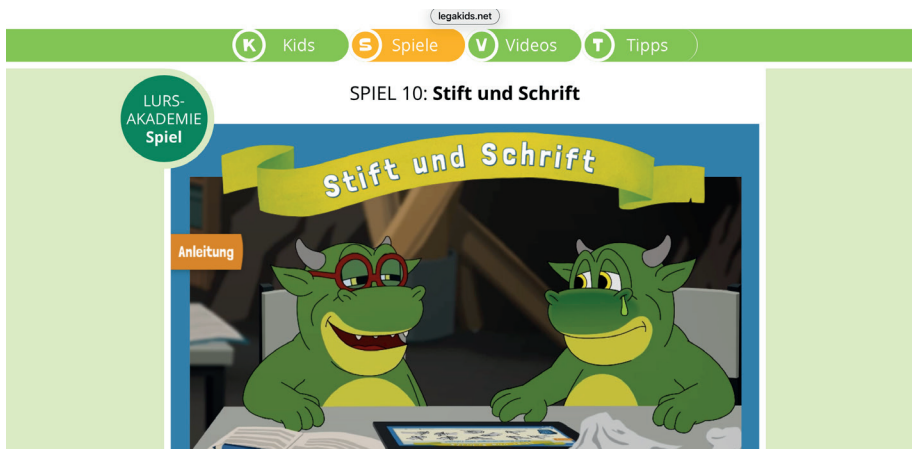 legakids.net
K Kids S Spiele V Videos T Tipps
SPIEL 10: Stift und Schrift
LURS-
AKADEMIE
Spiel
Stift und Schrift
Anleitung